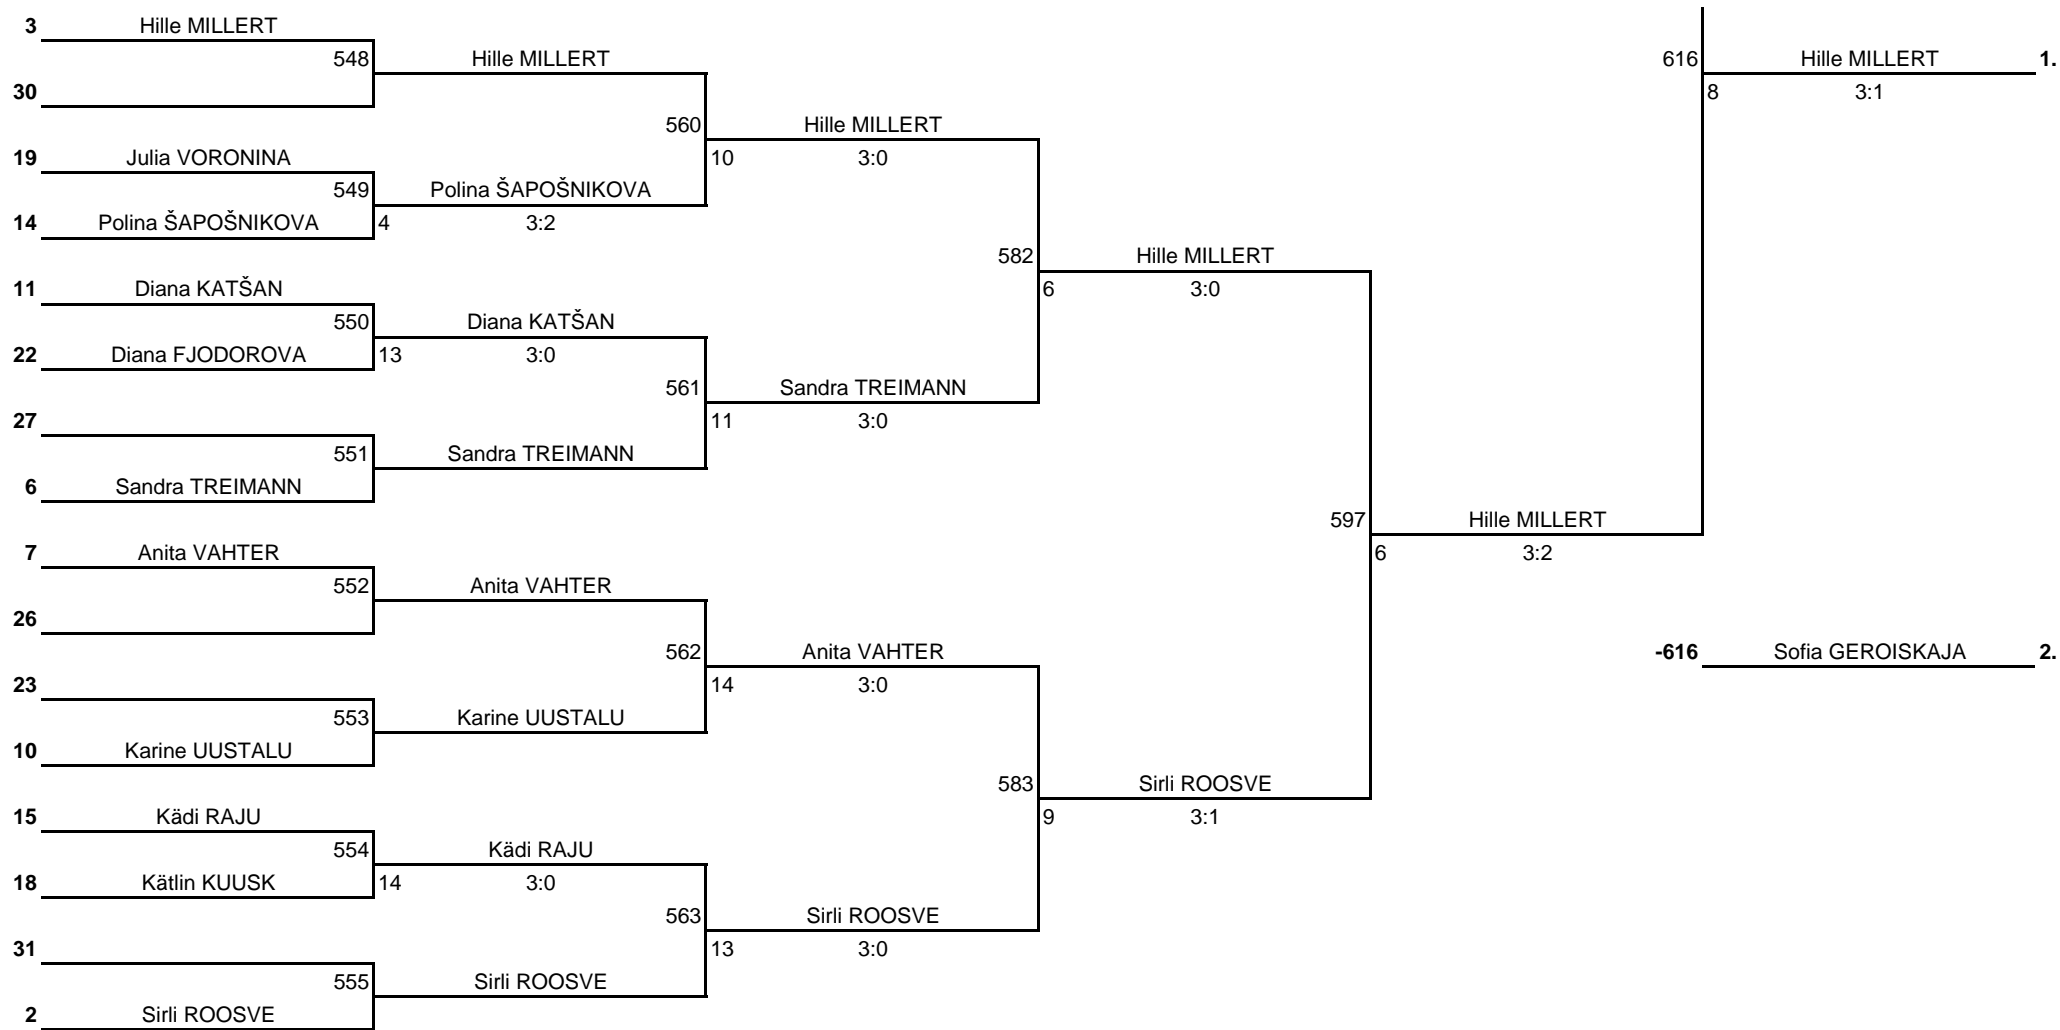 3 Hille MILLERT
548 Hille MILLERT 616 Hille MILLERT 1.
30 8 3:1
560 Hille MILLERT
19 Julia VORONINA 10 3:0
549 Polina ŠAPOŠNIKOVA
14 Polina ŠAPOŠNIKOVA 4 3:2
582 Hille MILLERT
11 Diana KATŠAN 6 3:0
550 Diana KATŠAN
22 Diana FJODOROVA 13 3:0
561 Sandra TREIMANN
27 11 3:0
551 Sandra TREIMANN
6 Sandra TREIMANN
597 Hille MILLERT
7 Anita VAHTER 6 3:2
552 Anita VAHTER
26
562 Anita VAHTER -616 Sofia GEROISKAJA 2.
23 14 3:0
553 Karine UUSTALU
10 Karine UUSTALU
583 Sirli ROOSVE
15 Kädi RAJU 9 3:1
554 Kädi RAJU
18 Kätlin KUUSK 14 3:0
563 Sirli ROOSVE
31 13 3:0
555 Sirli ROOSVE
2 Sirli ROOSVE